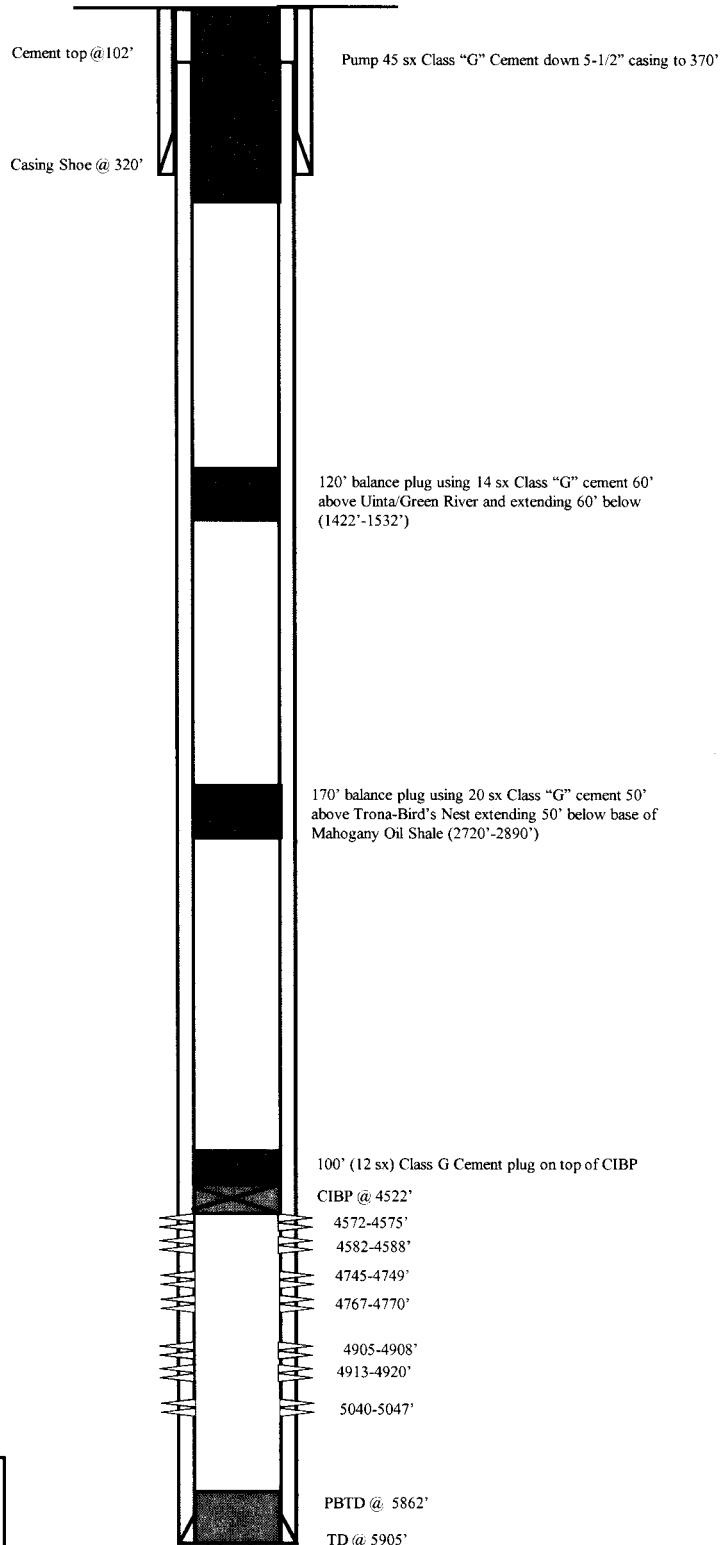 Cement top @102’
Pump 45 sx Class “G” Cement down 5-1/2” casing to 370’
Casing Shoe @ 320’
120’ balance plug using 14 sx Class “G” cement 60’
above Uinta/Green River and extending 60’ below
(1422’-1532’)
170’ balance plug using 20 sx Class “G” cement 50’
above Trona-Bird’s Nest extending 50’ below base of
Mahogany Oil Shale (2720’-2890’)
100’ (12 sx) Class G Cement plug on top of CIBP
CIBP @ 4522’
4572-4575’
4582-4588’
4745-4749’
4767-4770’
4905-4908’
4913-4920’
5040-5047’
PBTD @ 5862’
TD @ 5905’